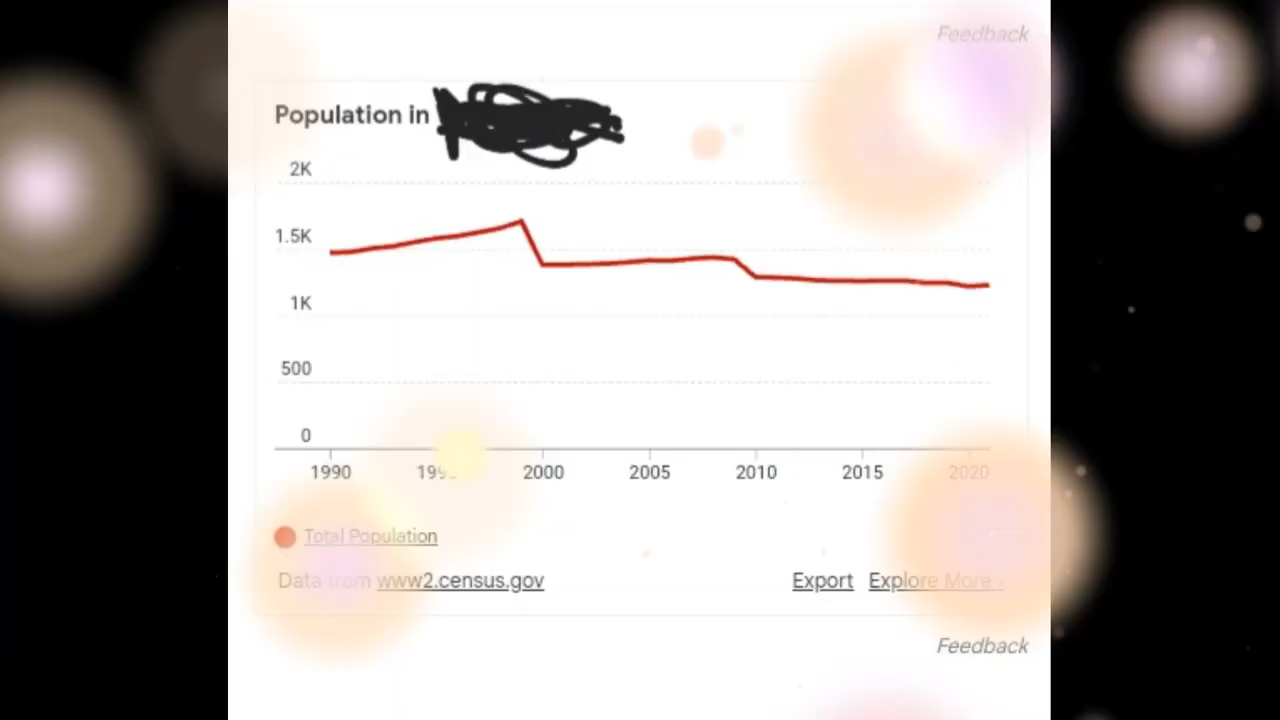 Feedback
Population in
2K
1.5K
1K
500
0
1990 2000 2005 2010 2015 2020
Total Population
Data from www2.census.gov Export Explore More ›
Feedback